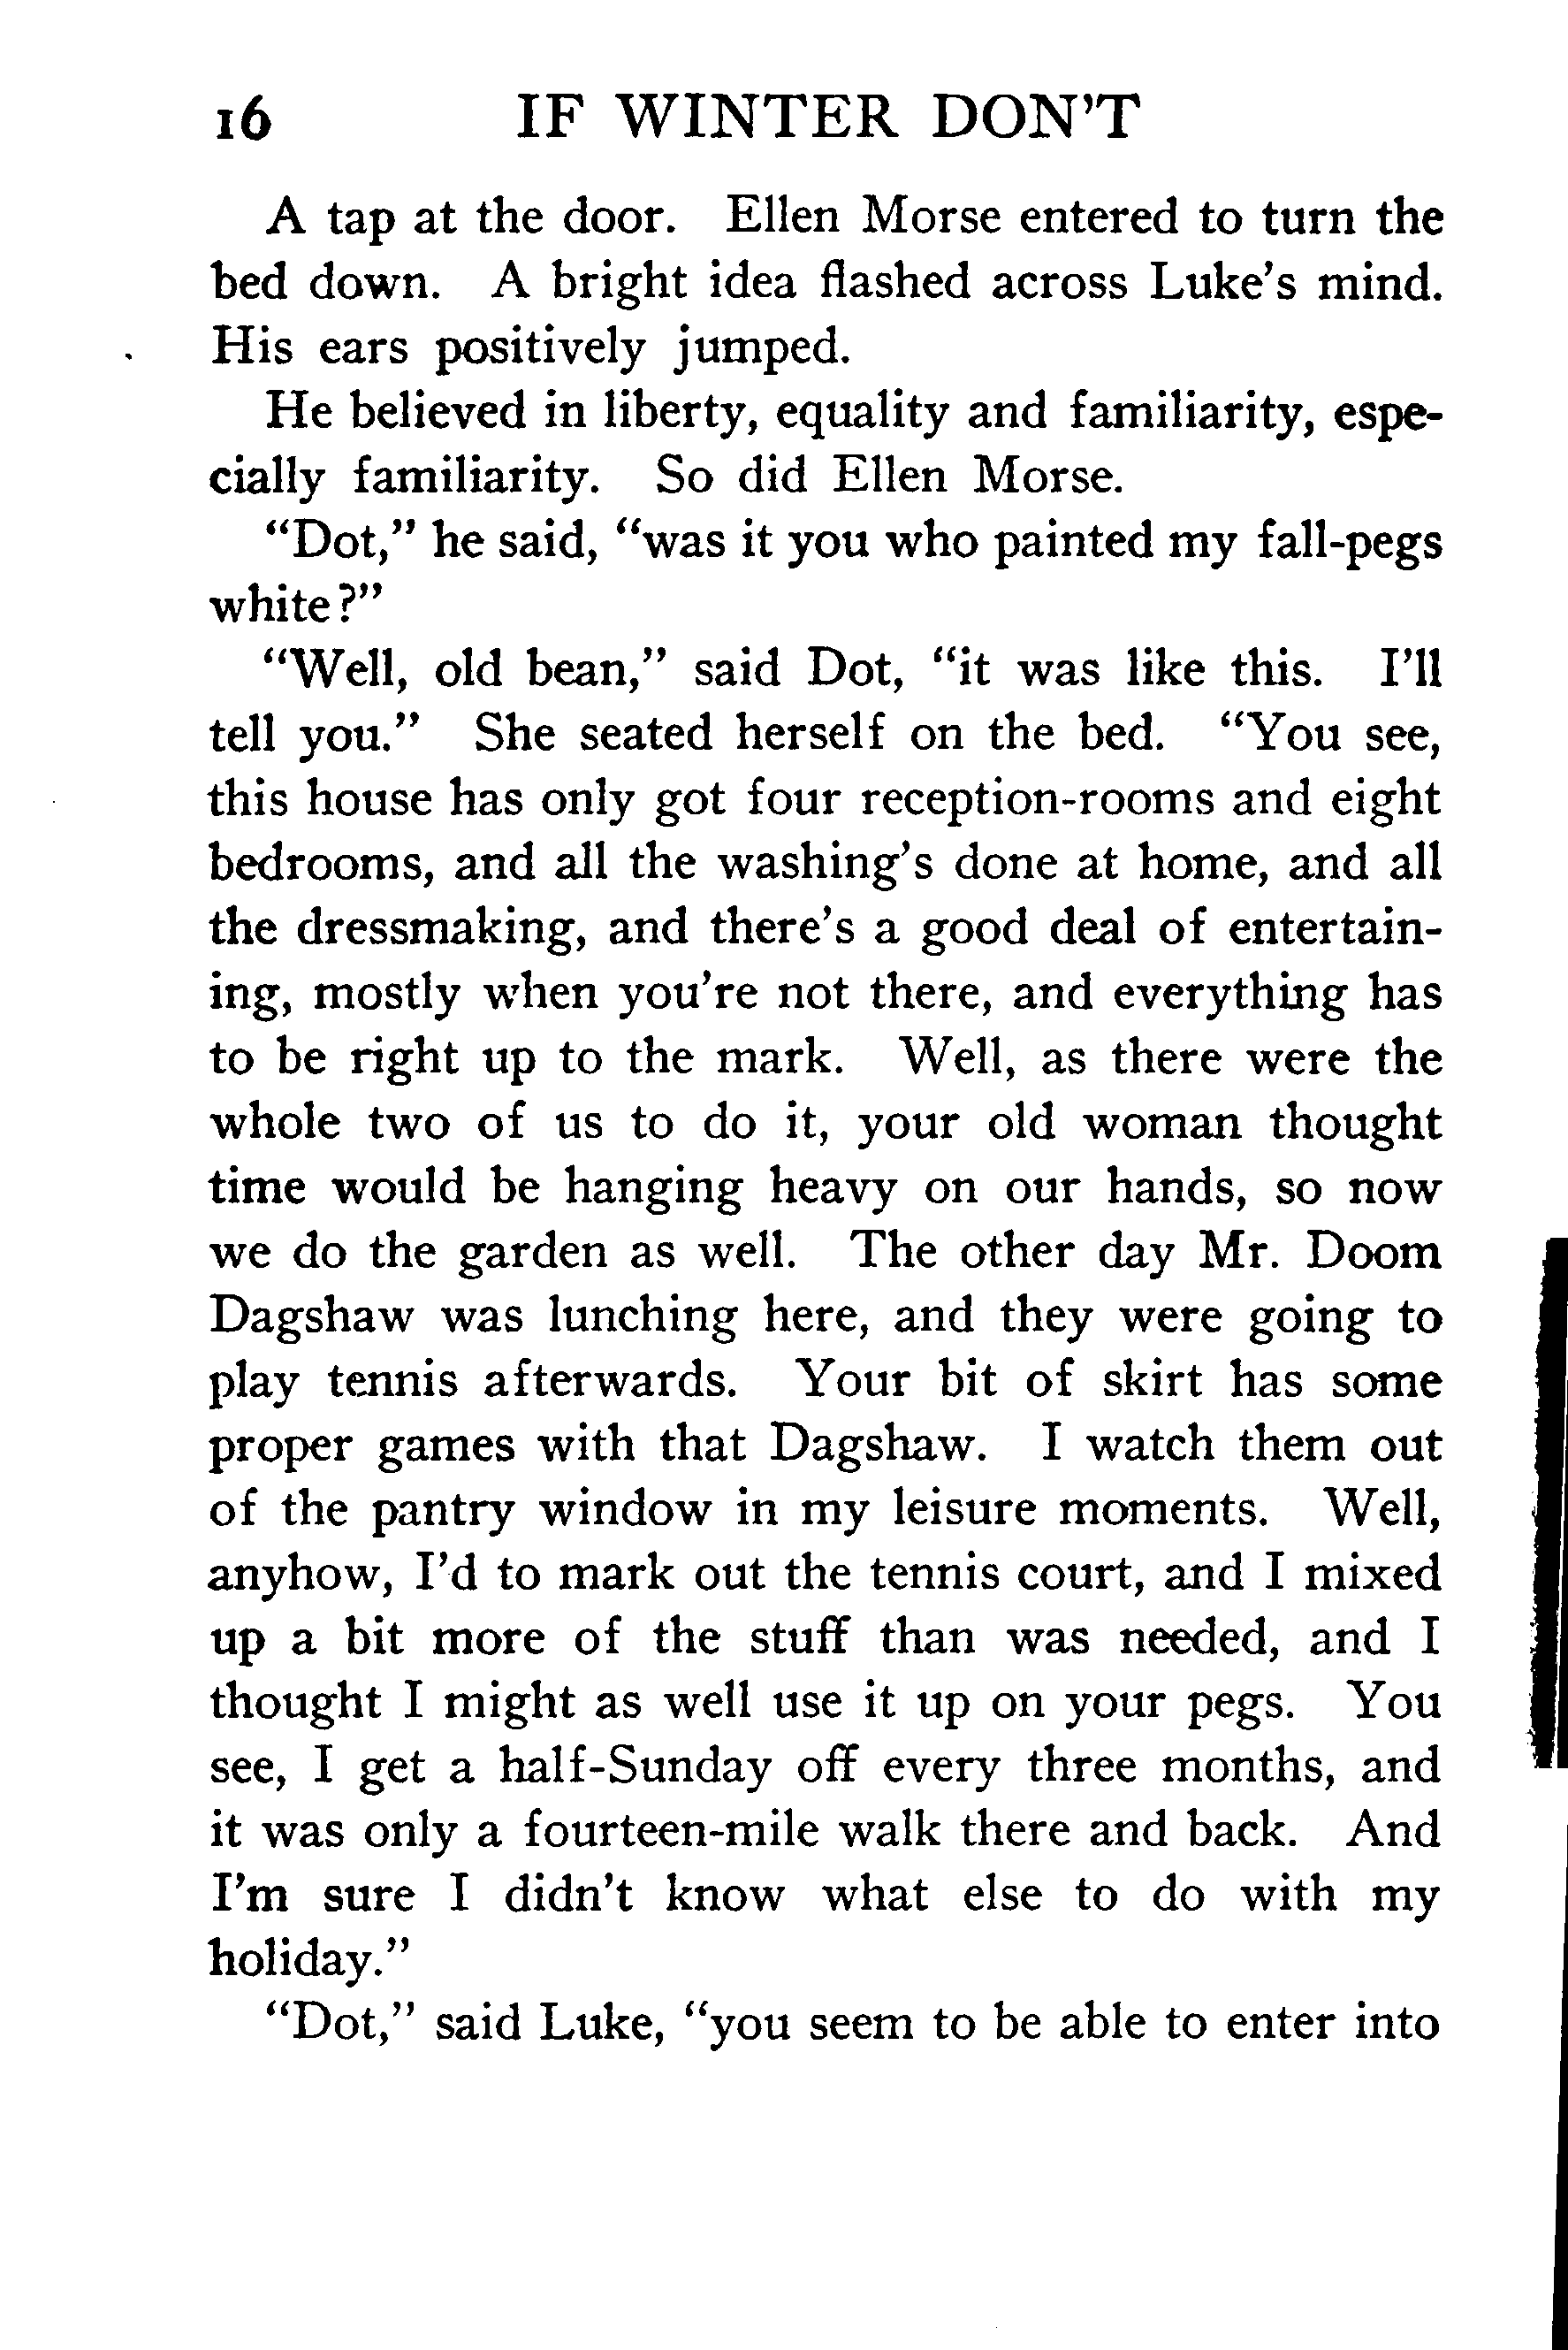 16 IF WINTER DON'T
A tap at the door. Ellen Morse entered to turn the
bed down. A bright idea flashed across Luke's mind.
His ears positively jumped.
He believed in liberty, equality and familiarity, espe-
cially familiarity. So did Ellen Morse.
"Dot," he said, "was it you who painted my fall-pegs
white?"
"Well, old bean," said Dot, "it was like this. I'll
tell you." She seated herself on the bed. "You see,
this house has only got four reception-rooms and eight
bedrooms, and all the washing's done at home, and all
the dressmaking, and there's a good deal of entertain-
ing, mostly when you're not there, and everything has
to be right up to the mark. Well, as there were the
whole two of us to do it, your old woman thought
time would be hanging heavy on our hands, so now
we do the garden as well. The other day Mr. Doom
Dagshaw was lunching here, and they were going to
play tennis afterwards. Your bit of skirt has some
proper games with that Dagshaw. I watch them out
of the pantry window in my leisure moments. Well,
anyhow, I'd to mark out the tennis court, and I mixed
up a bit more of the stuff than was needed, and I
thought I might as well use it up on your pegs. You
see, I get a half-Sunday off every three months, and
it was only a fourteen-mile walk there and back. And
I'm sure I didn't know what else to do with my
holiday."
"Dot," said Luke, "you seem to be able to enter into